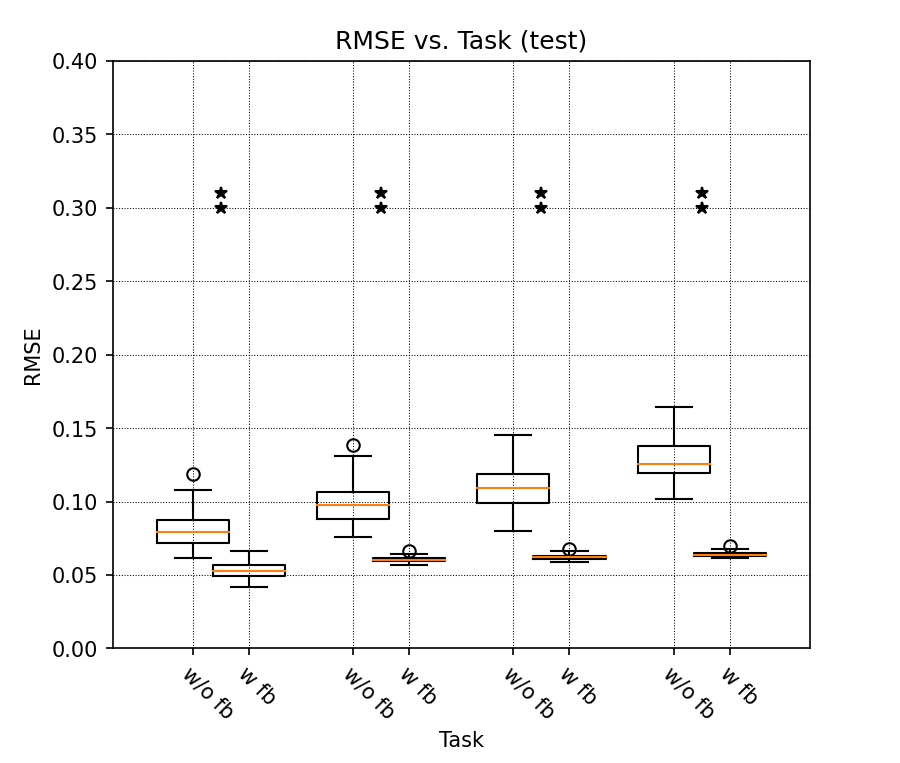 RMSE vs. Task (test)
0.40
0.35
0.30
0.25
0.20
0.15
0.10
0.05
0.00
RMSE
w/o fb
w fb
w/o fb
w fb
w/o fb
w fb
w/o fb
w fb
Task